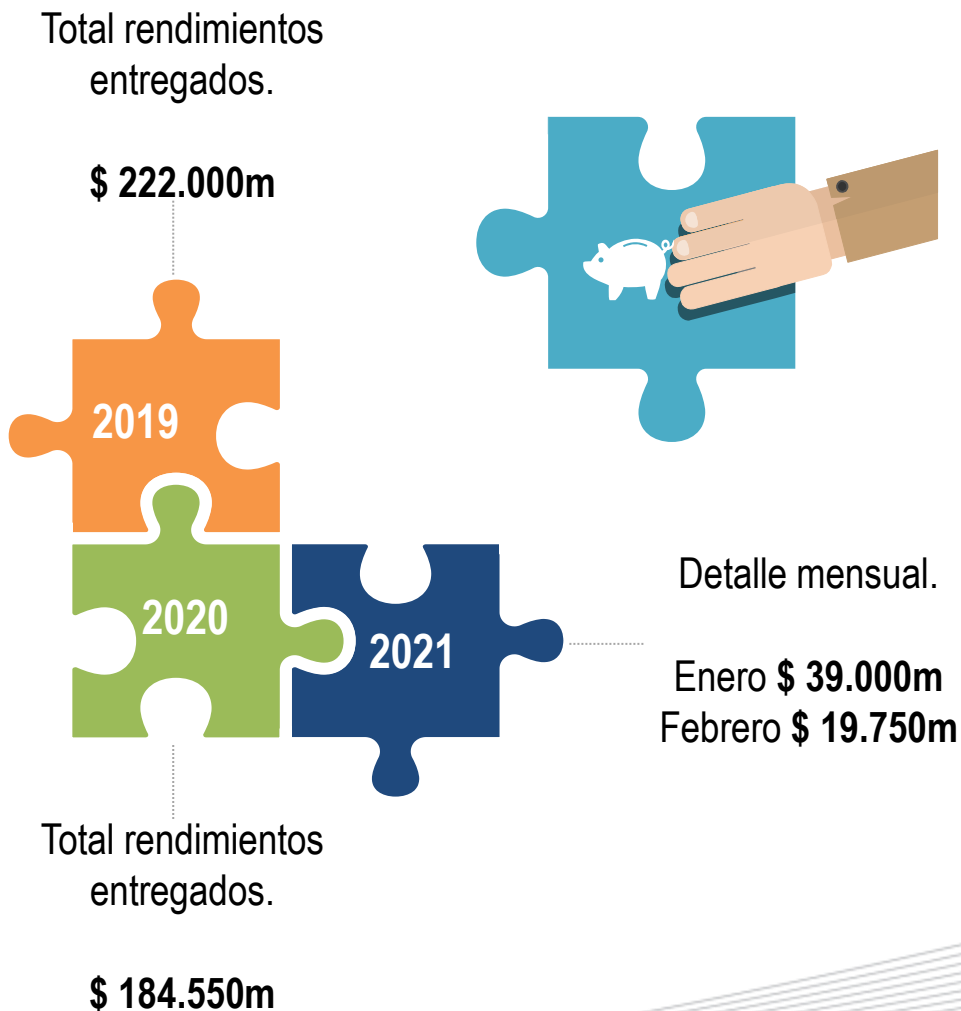 Total rendimientos
entregados.
$ 222.000m
2019
2020
2021
Detalle mensual.
Enero $ 39.000m
Febrero $ 19.750m
Total rendimientos
entregados.
$ 184.550m